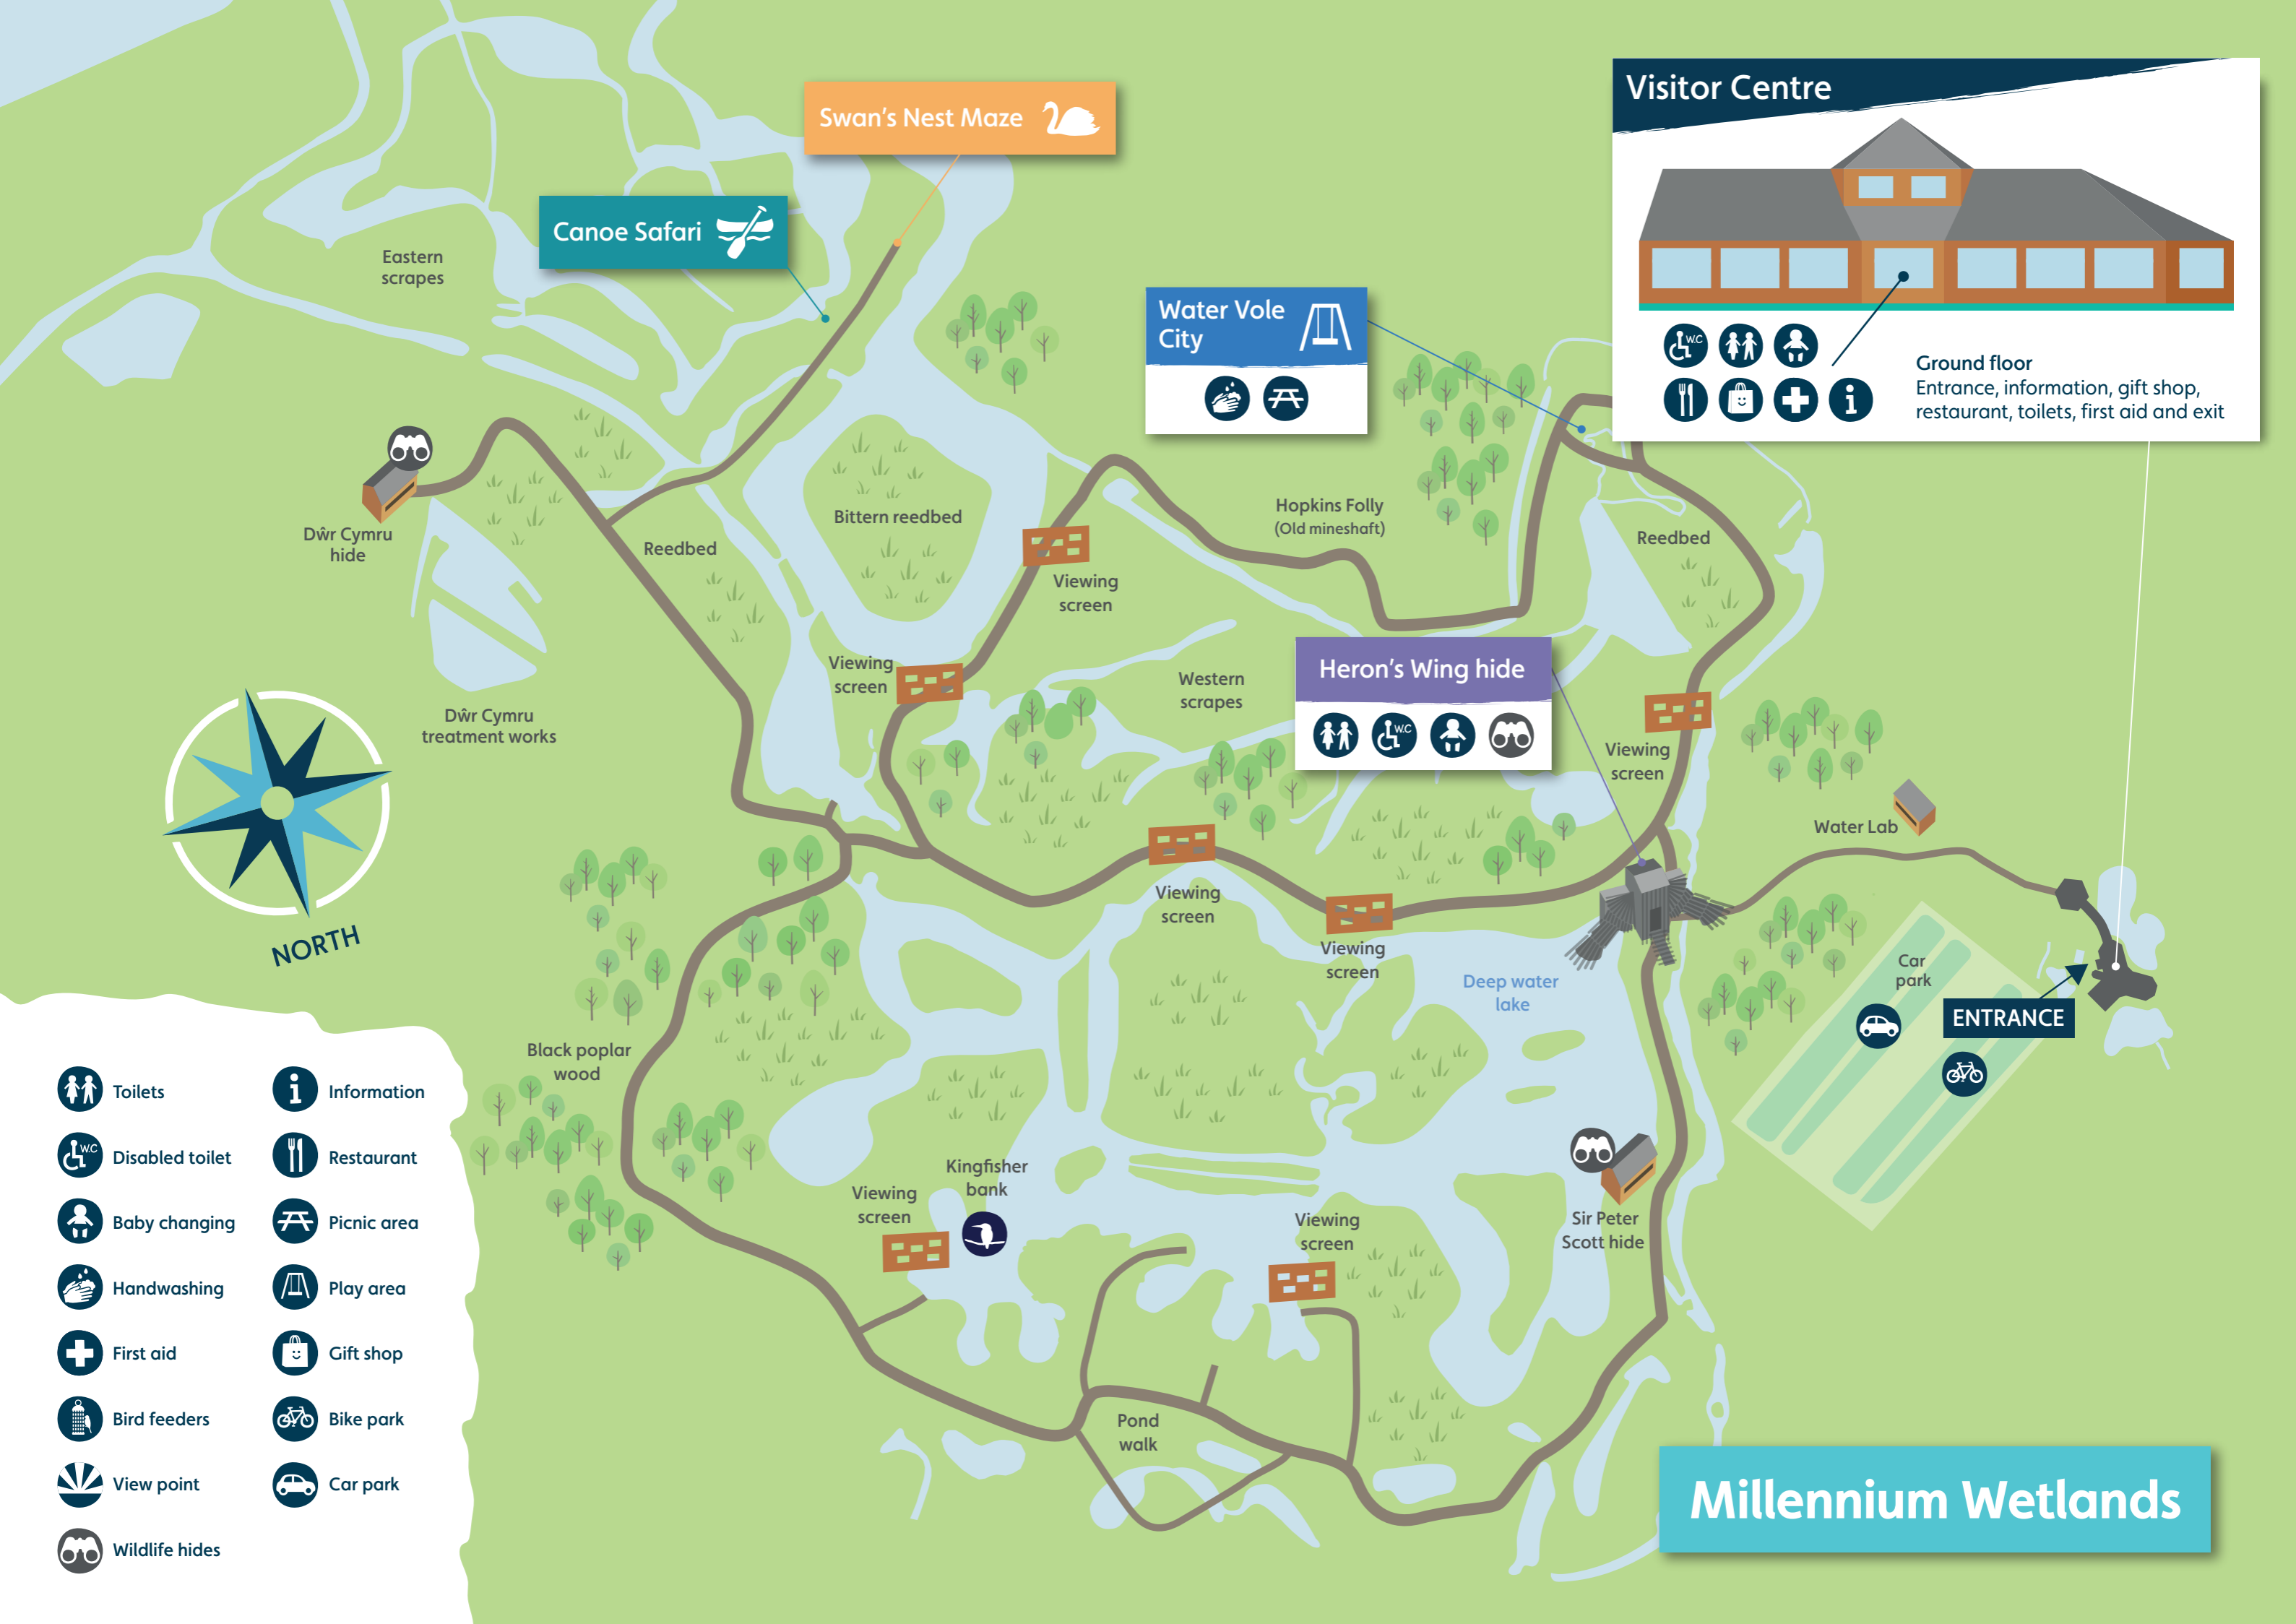 Swan's Nest Maze
Canoe Safari
Eastern
scrapes
Water Vole
City
Visitor Centre
W.C
Ground floor
Entrance, information, gift shop,
restaurant, toilets, first aid and exit
Dŵr Cymru
hide
Reedbed
Bittern reedbed
Viewing
screen
Hopkins Folly
(Old mineshaft)
Reedbed
Viewing
screen
Western
scrapes
Heron's Wing hide
W.C
Viewing
screen
Dŵr Cymru
treatment works
Water Lab
Viewing
screen
Viewing
screen
Deep water
lake
Car
park
ENTRANCE
NORTH
Black poplar
wood
Kingfisher
bank
Viewing
screen
Viewing
screen
Sir Peter
Scott hide
Pond
walk
Toilets
W.C
Disabled toilet
Baby changing
Handwashing
First aid
Bird feeders
View point
Wildlife hides
Information
Restaurant
Picnic area
Play area
Gift shop
Bike park
Car park
Millennium Wetlands